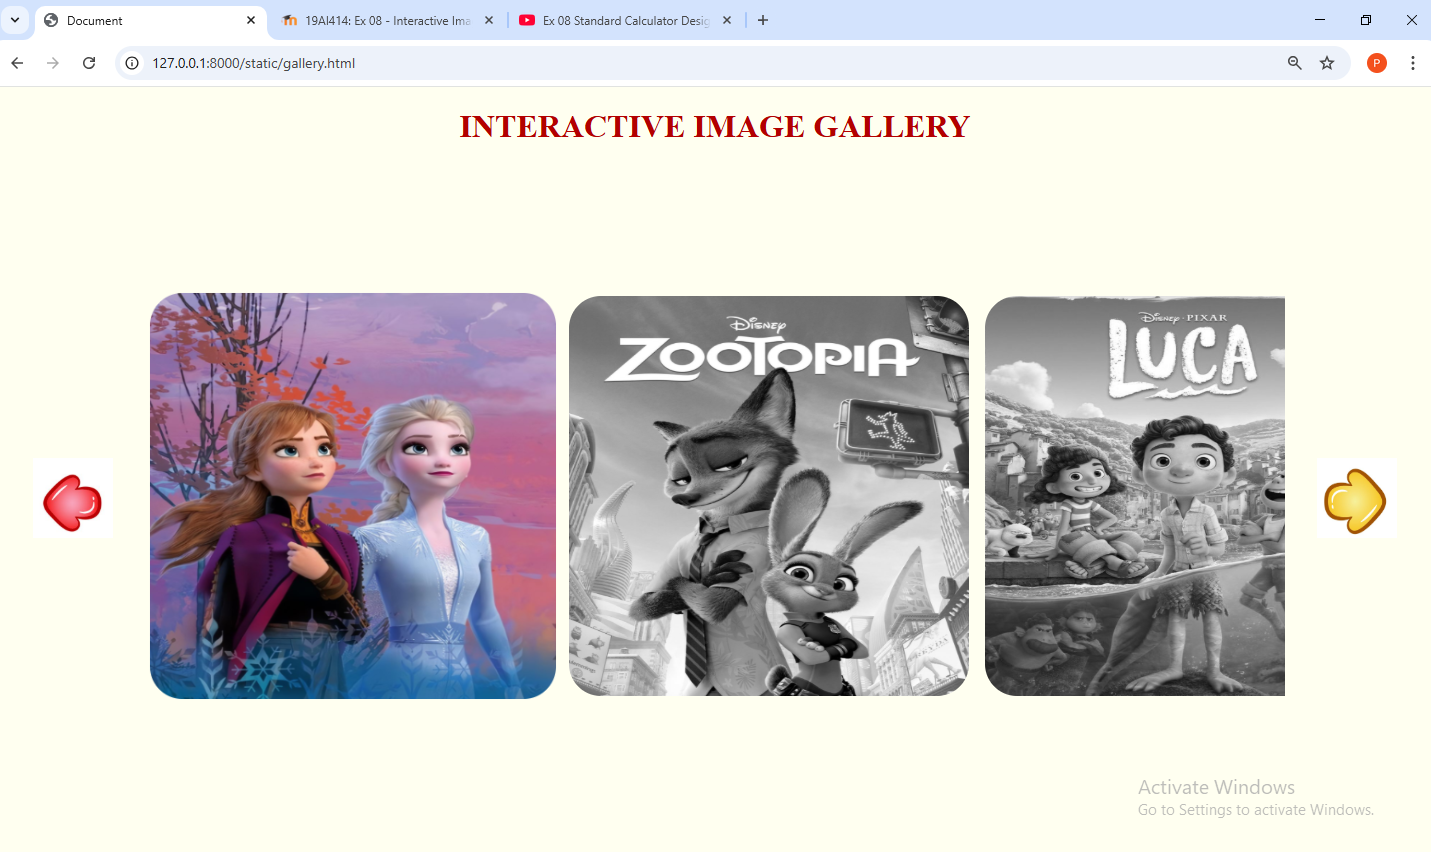 Document
19AI414: Ex 08 - Interactive Ima
Ex 08 Standard Calculator Desig
127.0.0.1:8000/static/gallery.html
P
INTERACTIVE IMAGE GALLERY
DISNEY
ZOOTOPIA
DISNEY · PIXAR
LUCA
Activate Windows
Go to Settings to activate Windows.